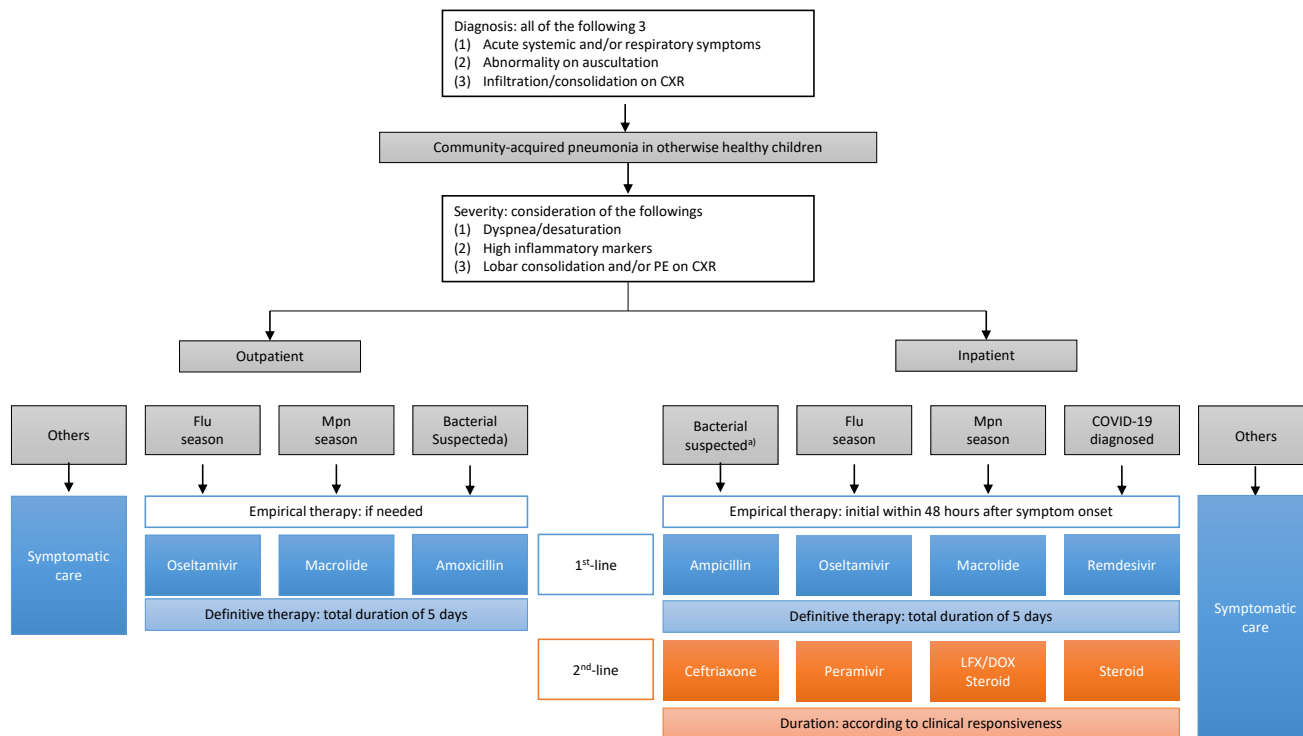 Diagnosis: all of the following 3
(1) Acute systemic and/or respiratory symptoms
(2) Abnormality on auscultation
(3) Infiltration/consolidation on CXR
Community-acquired pneumonia in otherwise healthy children
Severity: consideration of the followings
(1) Dyspnea/desaturation
(2) High inflammatory markers
(3) Lobar consolidation and/or PE on CXR
Outpatient
Inpatient
Others
Flu
season
Mpn
season
Bacterial
Suspecteda)
Bacterial
suspectedᵃ⁾
Flu
season
Mpn
season
COVID-19
diagnosed
Others
Empirical therapy: if needed
Empirical therapy: initial within 48 hours after symptom onset
Symptomatic
care
Oseltamivir
Macrolide
Amoxicillin
1ˢᵗ-line
Ampicillin
Oseltamivir
Macrolide
Remdesivir
Symptomatic
care
Definitive therapy: total duration of 5 days
Definitive therapy: total duration of 5 days
2ⁿᵈ-line
Ceftriaxone
Peramivir
LFX/DOX
Steroid
Steroid
Duration: according to clinical responsiveness